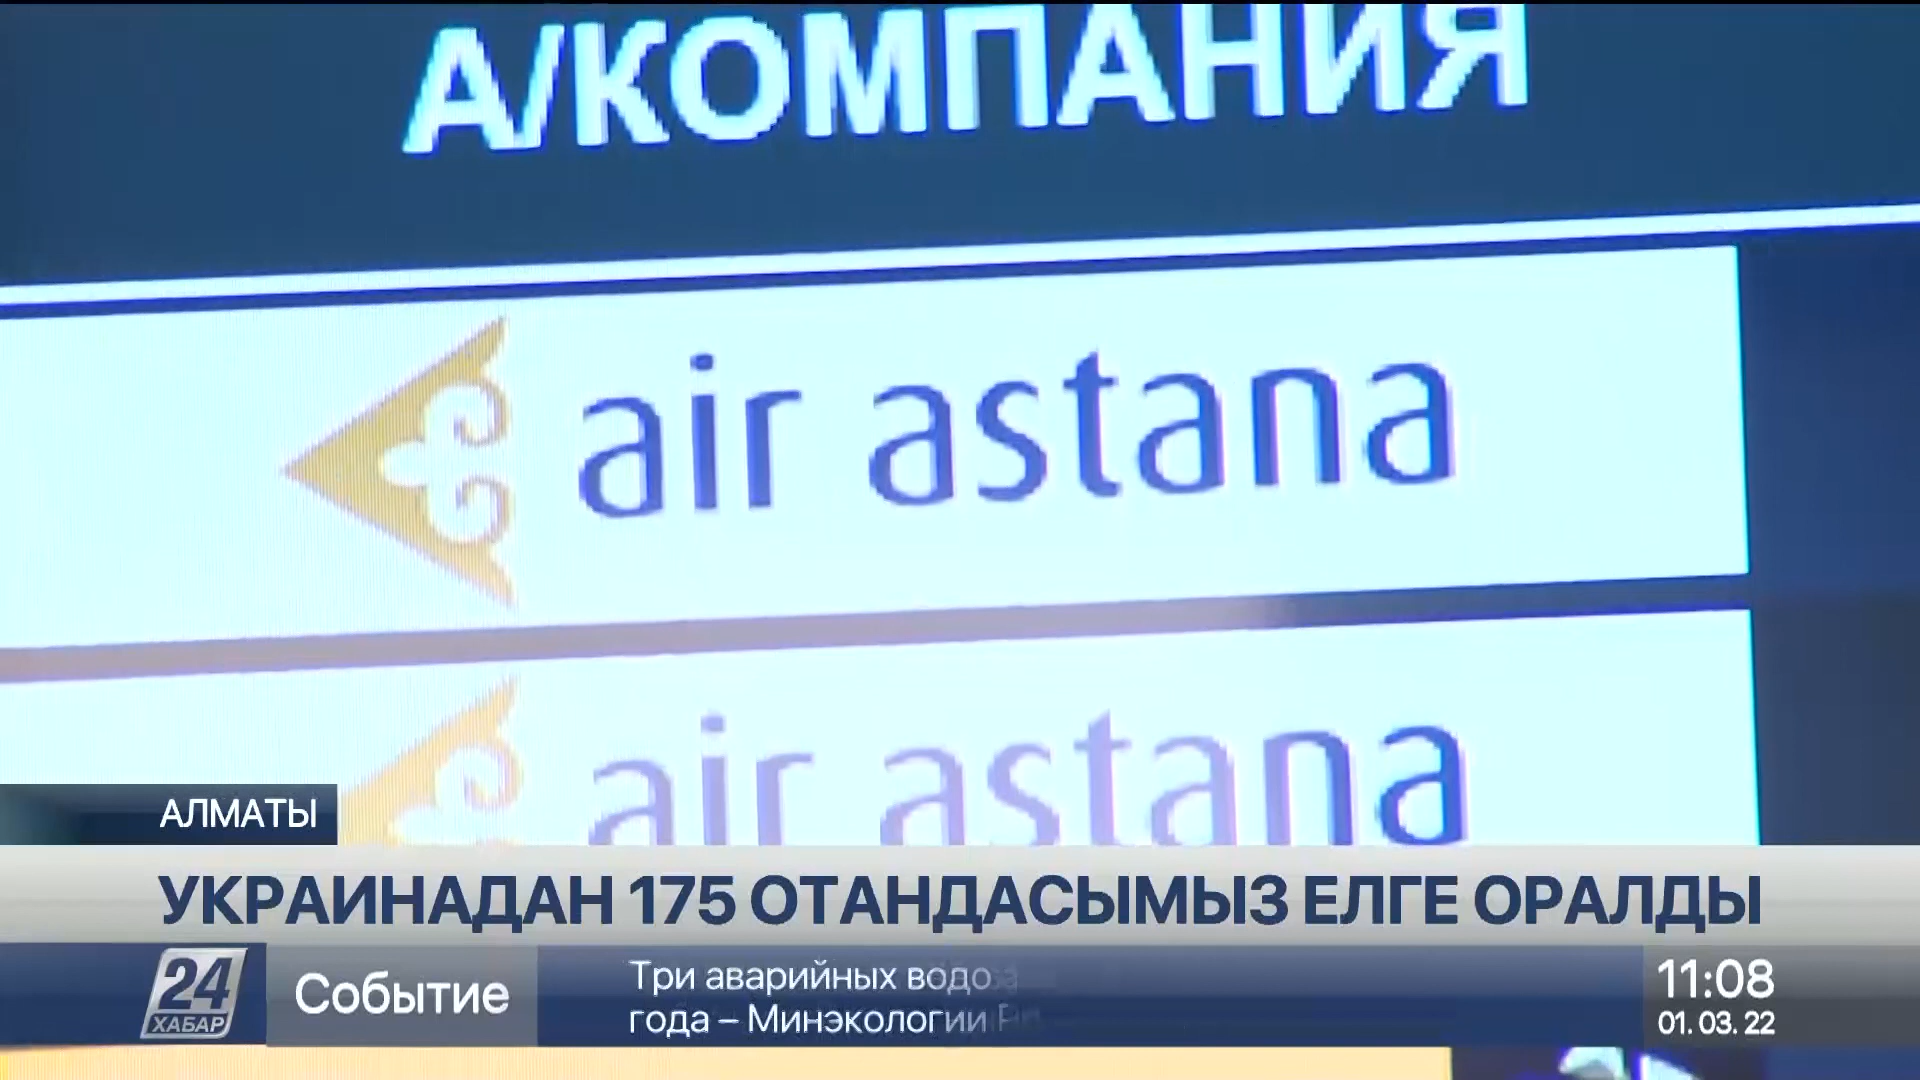 А/КОМПАНИЯ
air astana
air astana
АЛМАТЫ
УКРАИНАДАН 175 ОТАНДАСЫМЫЗ ЕЛГЕ ОРАЛДЫ
24
ХАБАР
Событие
Три аварийных
года – Минэкологии
11:08
01. 03. 22